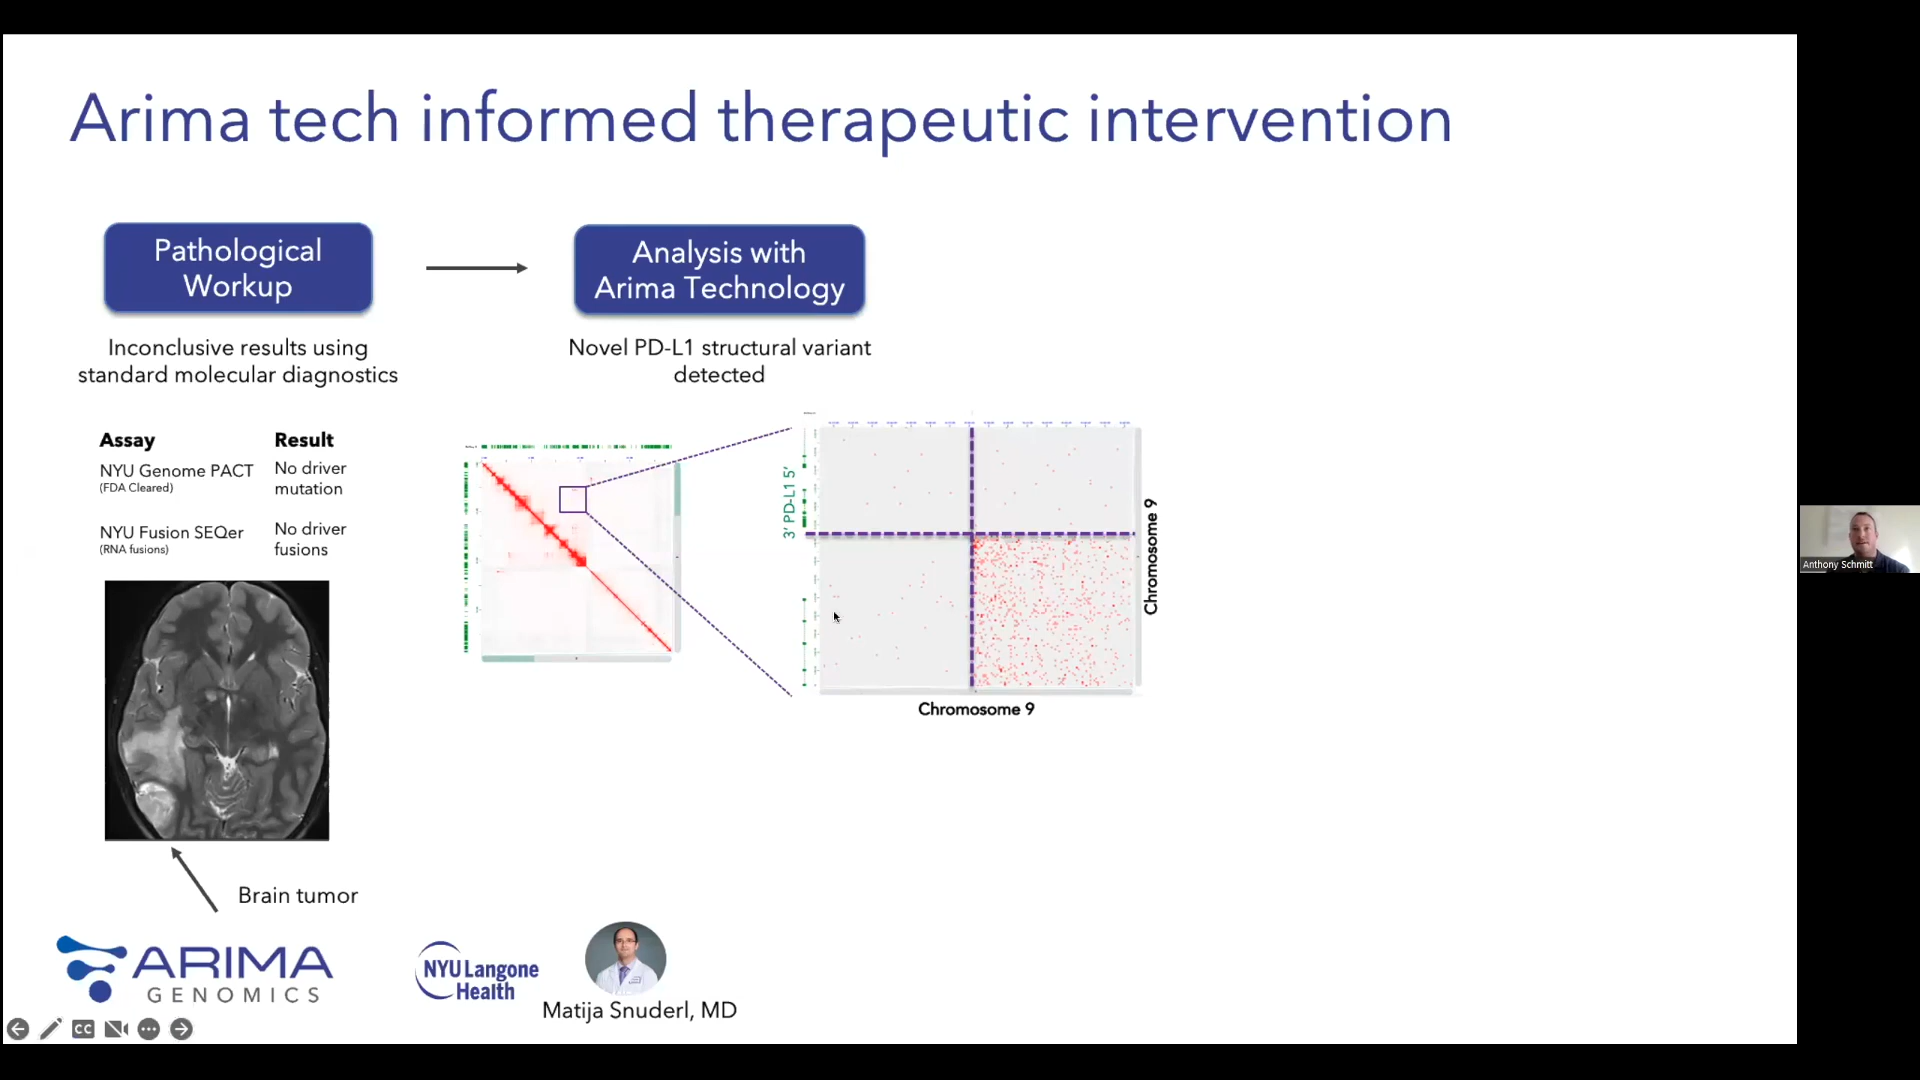 Arima tech informed therapeutic intervention
Pathological
Workup
Analysis with
Arima Technology
Inconclusive results using
standard molecular diagnostics
Novel PD-L1 structural variant
detected
Assay
Result
NYU Genome PACT
(FDA Cleared)
No driver
mutation
NYU Fusion SEQer
(RNA fusions)
No driver
fusions
3' PD-L1 5'
Chromosome 9
Chromosome 9
Brain tumor
ARIMA
GENOMICS
NYU Langone
Health
Matija Snuderl, MD
CC
Anthony Schmitt